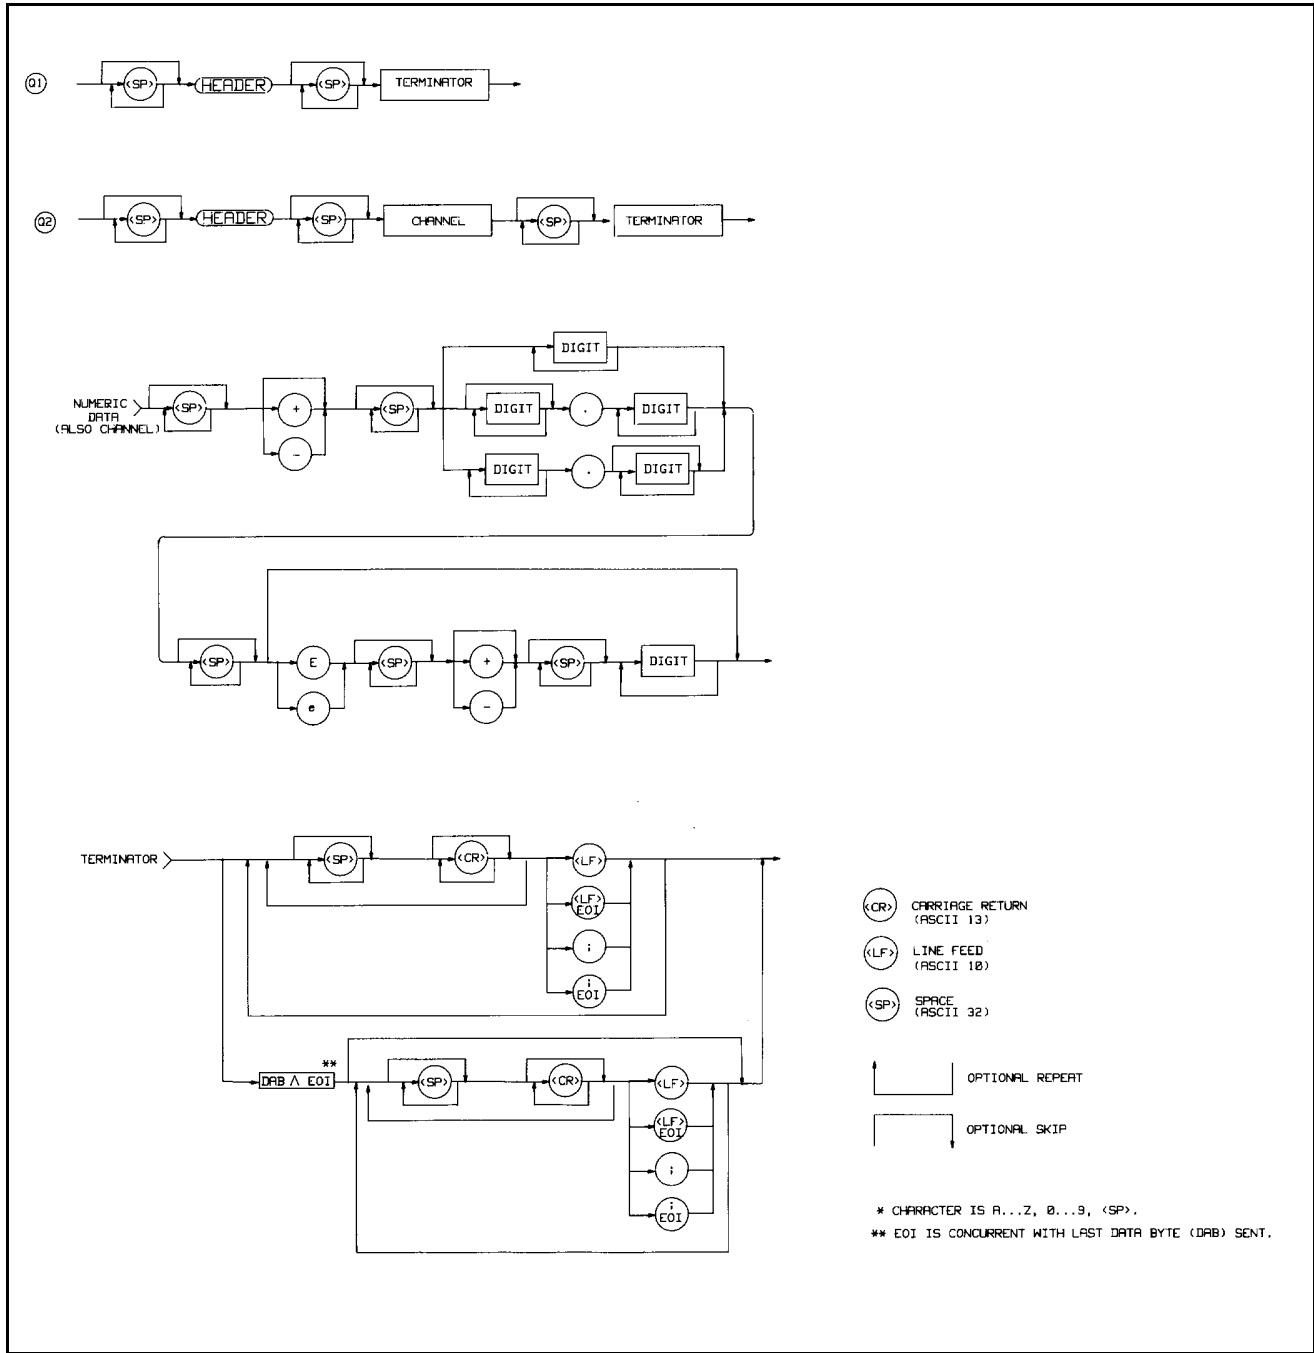 Q1 <SP> HEADER <SP> TERMINATOR
Q2 <SP> HEADER <SP> CHANNEL <SP> TERMINATOR
DIGIT
NUMERIC
DATA
(ALSO CHANNEL)
<SP> + <SP> DIGIT . DIGIT
- DIGIT . DIGIT
<SP> E <SP> + <SP> DIGIT
e -
TERMINATOR <SP> <CR> <LF>
<LF>
EOI
;
;
EOI
**
DAB ∧ EOI <SP> <CR> <LF>
<LF>
EOI
;
;
EOI
<CR> CARRIAGE RETURN
(ASCII 13)
<LF> LINE FEED
(ASCII 10)
<SP> SPACE
(ASCII 32)
OPTIONAL REPEAT
OPTIONAL SKIP
* CHARACTER IS A...Z, 0...9, <SP>.
** EOI IS CONCURRENT WITH LAST DATA BYTE (DAB) SENT.